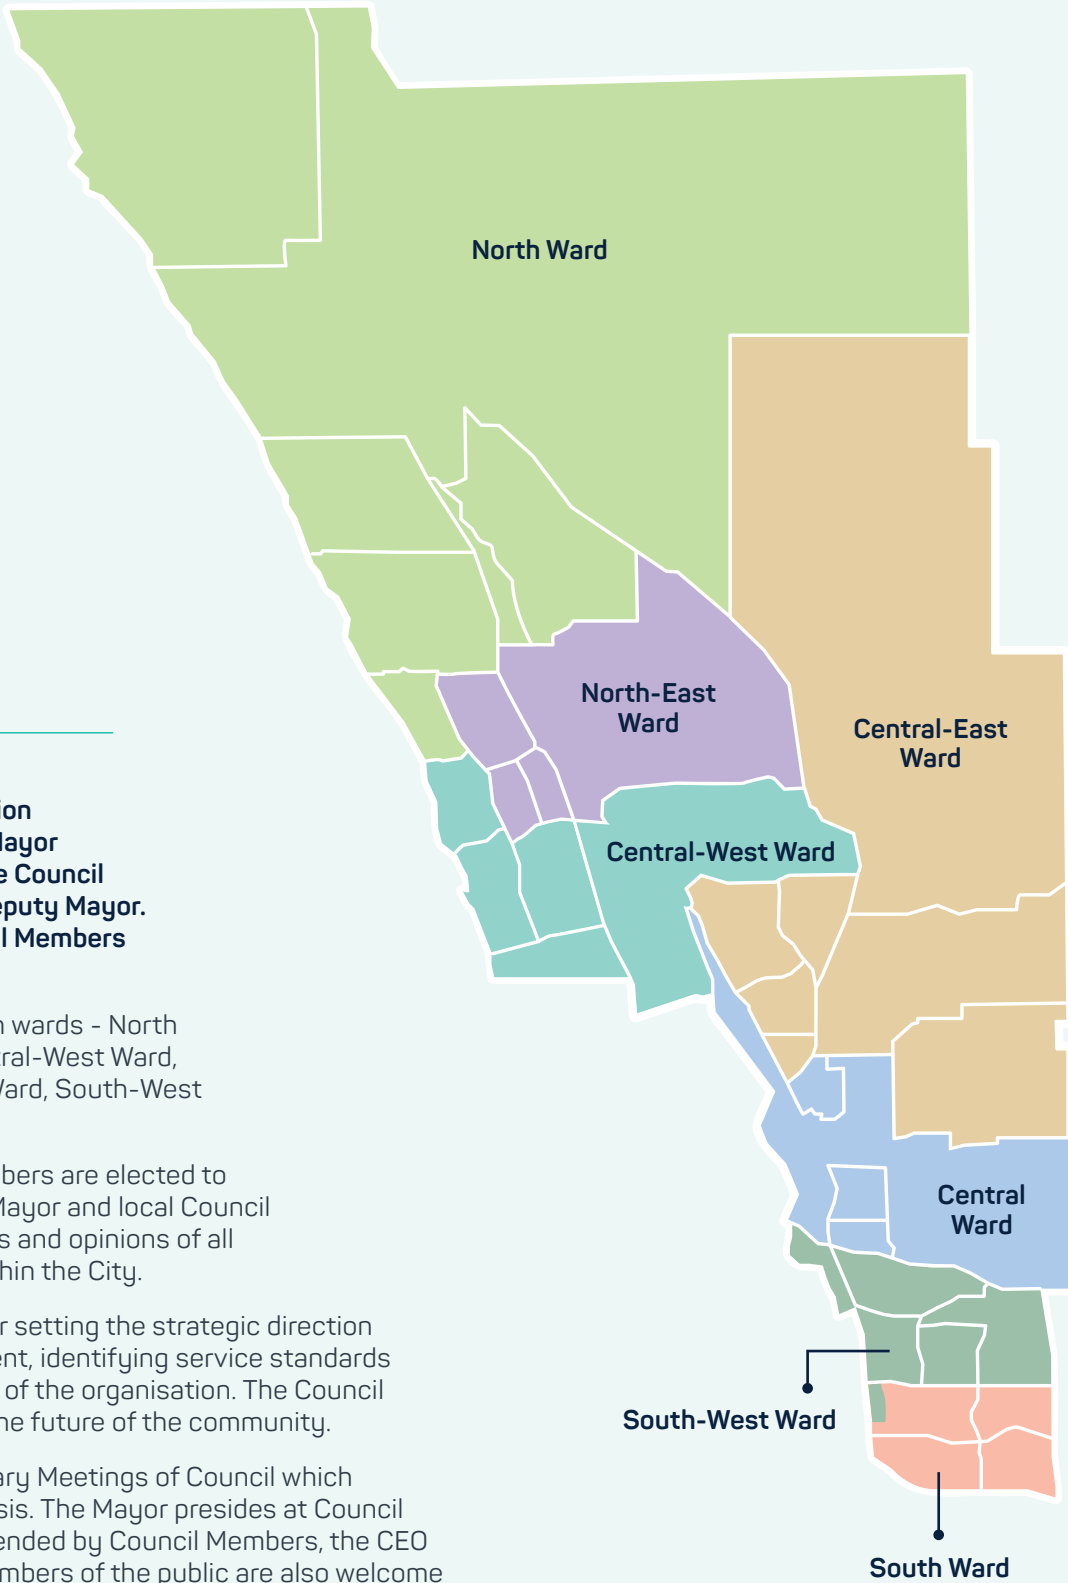 North Ward
North-East
Ward
Central-East
Ward
Central-West Ward
Central
Ward
South-West Ward
South Ward
ion
Mayor
e Council
eputy Mayor.
l Members
n wards - North
tral-West Ward,
Ward, South-West
bers are elected to
Mayor and local Council
s and opinions of all
thin the City.
r setting the strategic direction
ent, identifying service standards
of the organisation. The Council
he future of the community.
ary Meetings of Council which
sis. The Mayor presides at Council
ended by Council Members, the CEO
mbers of the public are also welcome